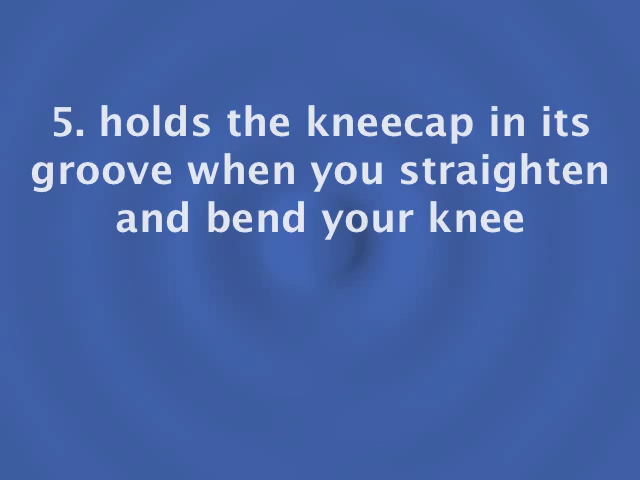 5. holds the kneecap in its
groove when you straighten
and bend your knee